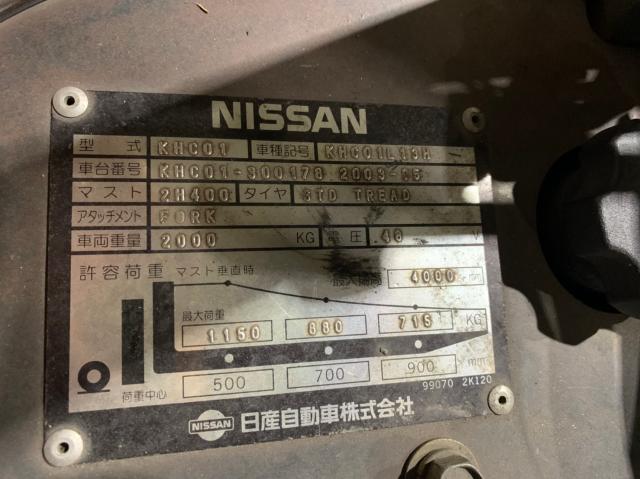 NISSAN
型式 KHC01 車種記号 KHC01L13H
車台番号 KHC01-900178 2003-05
マスト 2H400 タイヤ STD TREAD
アタッチメント FORK
車両重量 2000 KG 電圧 48 V
許容荷重 マスト垂直時 最大揚高 4000 mm
最大荷重
1150 880 715 KG
荷重中心 500 700 900 mm
99070 2K120
NISSAN 日産自動車株式会社